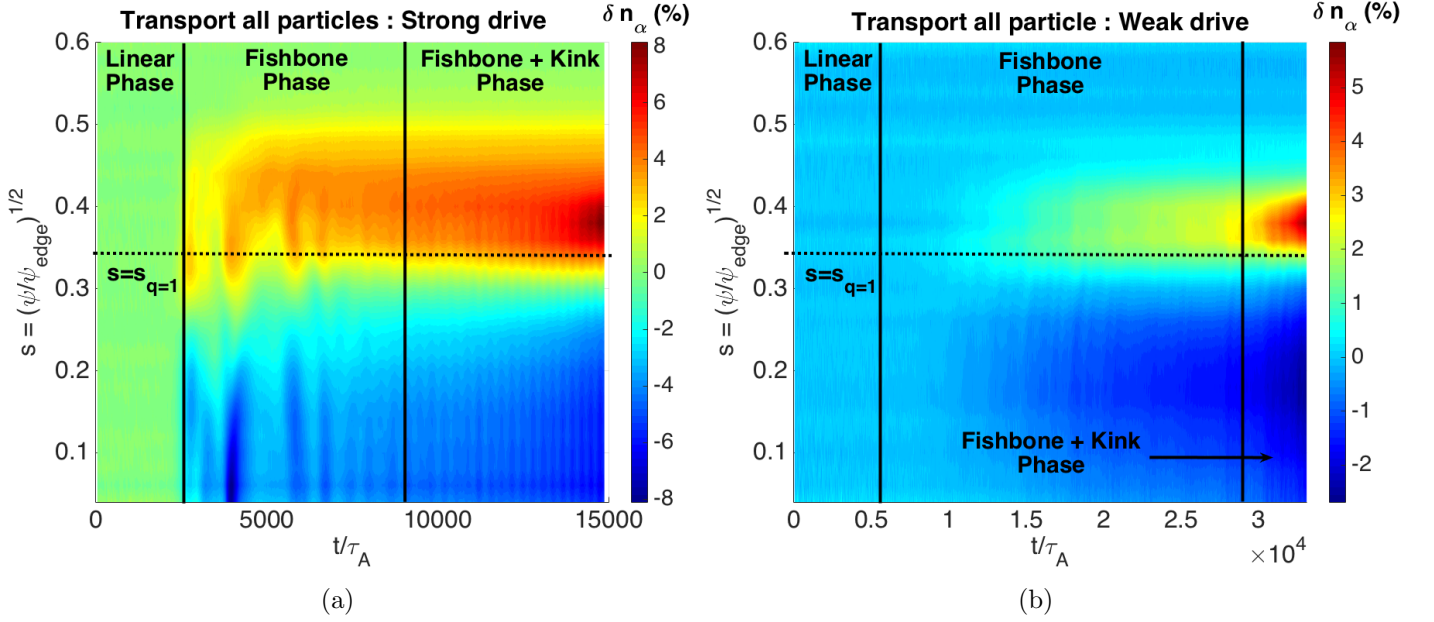 Transport all particles : Strong drive
δ n_α (%)
Linear Phase
Fishbone Phase
Fishbone + Kink Phase
s=s_q=1
s = (ψ/ψ_edge)^1/2
0.6
0.5
0.4
0.3
0.2
0.1
0
5000
10000
15000
t/τ_A
8
6
4
2
0
-2
-4
-6
-8
(a)
Transport all particle : Weak drive
δ n_α (%)
Linear Phase
Fishbone Phase
Fishbone + Kink Phase
s=s_q=1
s = (ψ/ψ_edge)^1/2
0.6
0.5
0.4
0.3
0.2
0.1
0
0.5
1
1.5
2
2.5
3
×10^4
t/τ_A
5
4
3
2
1
0
-1
-2
(b)